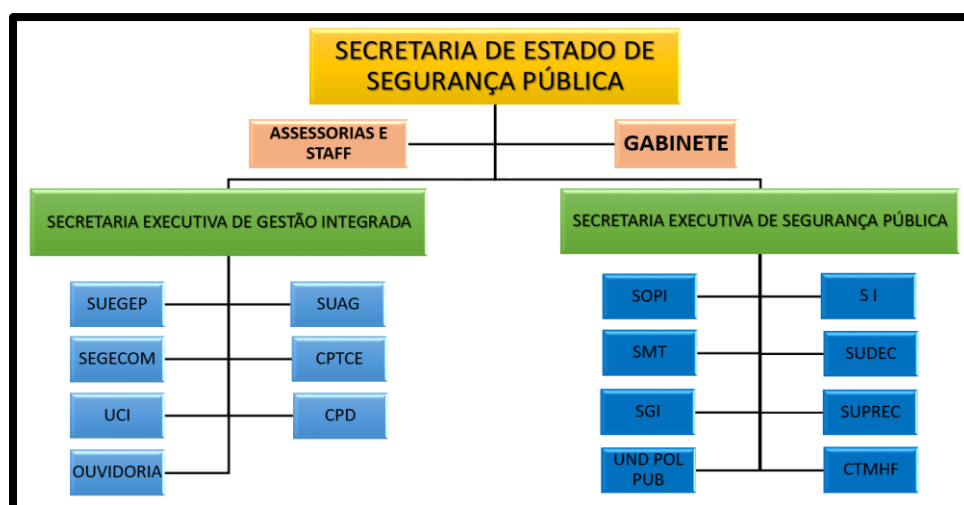 SECRETARIA DE ESTADO DE
SEGURANÇA PÚBLICA
ASSESSORIAS E
STAFF
GABINETE
SECRETARIA EXECUTIVA DE GESTÃO INTEGRADA
SECRETARIA EXECUTIVA DE SEGURANÇA PÚBLICA
SUEGEP
SUAG
SEGECOM
CPTCE
UCI
CPD
OUVIDORIA
SOPI
S I
SMT
SUDEC
SGI
SUPREC
UND POL
PUB
CTMHF